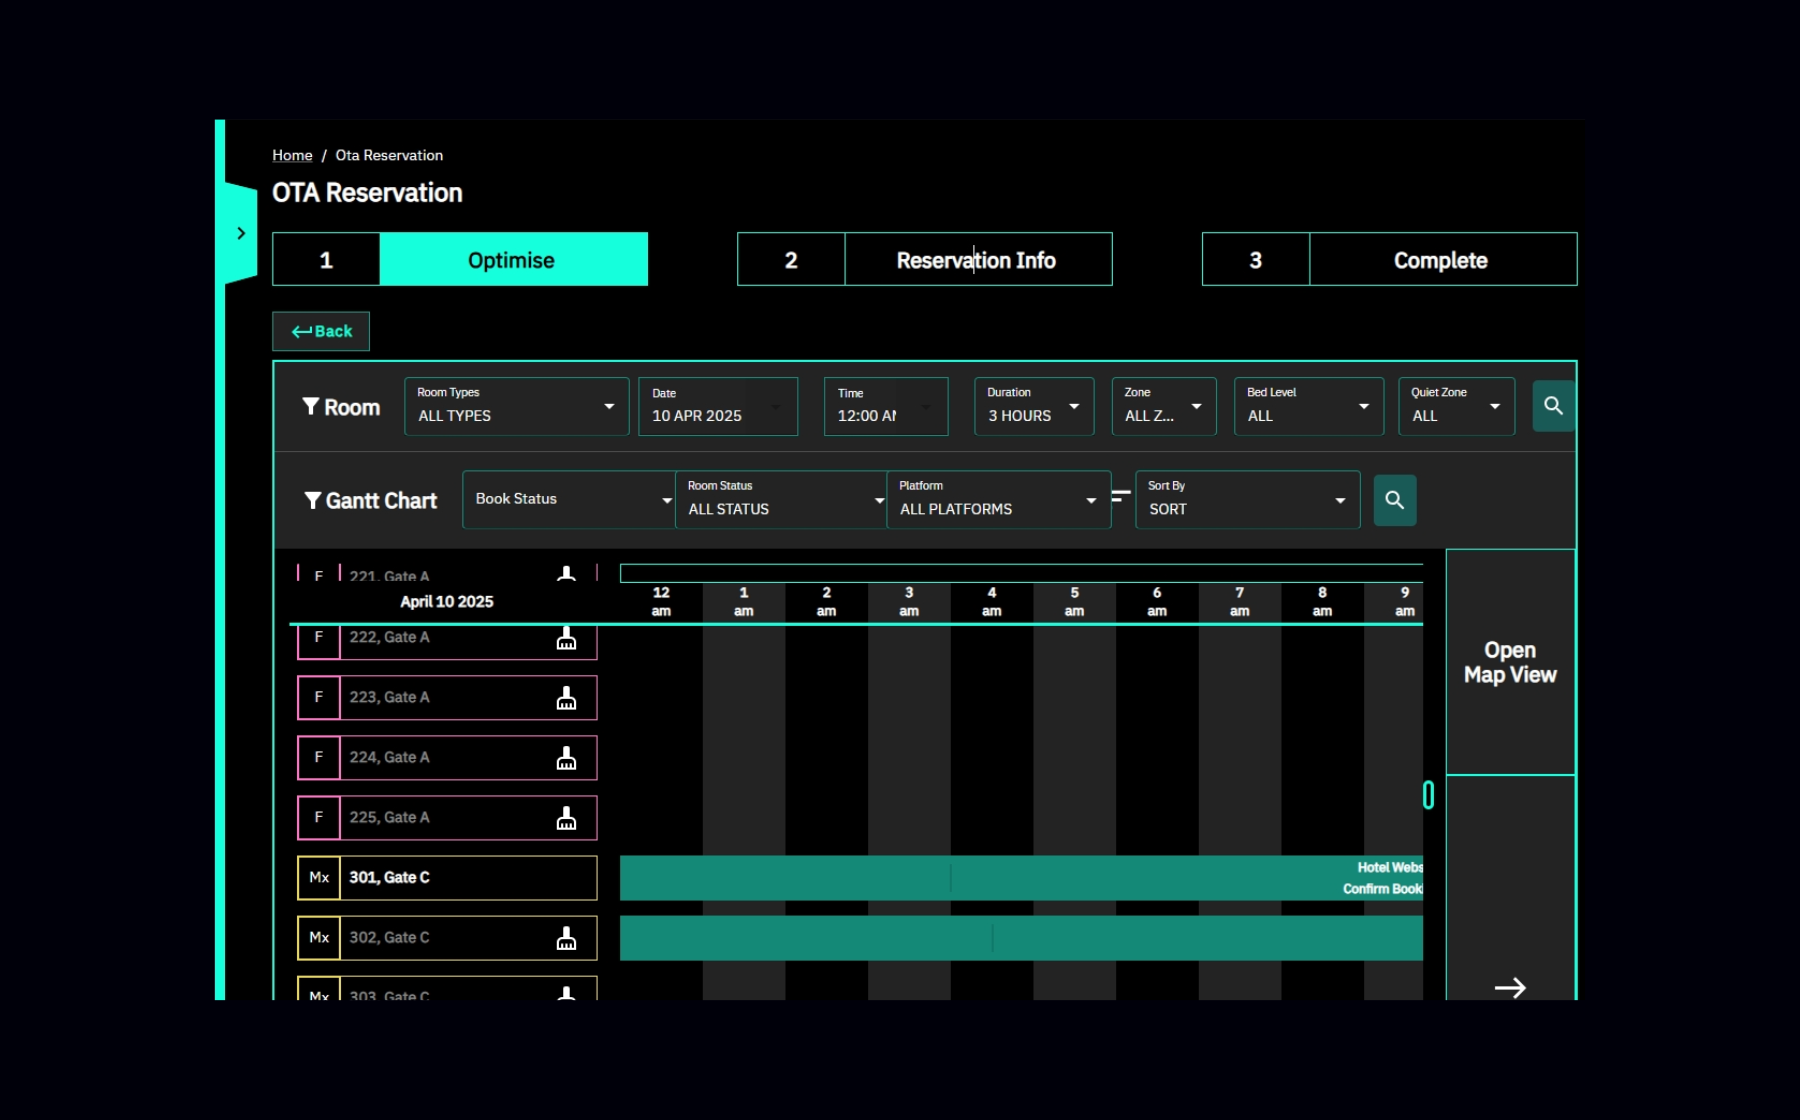 Home / Ota Reservation
OTA Reservation
1 Optimise
2 Reservation Info
3 Complete
Back
Room
Room Types
ALL TYPES
Date
10 APR 2025
Time
12:00 AM
Duration
3 HOURS
Zone
ALL Z...
Bed Level
ALL
Quiet Zone
ALL
Gantt Chart
Book Status
Room Status
ALL STATUS
Platform
ALL PLATFORMS
Sort By
SORT
F 221, Gate A
April 10 2025
12 am
1 am
2 am
3 am
4 am
5 am
6 am
7 am
8 am
9 am
F 222, Gate A
F 223, Gate A
F 224, Gate A
F 225, Gate A
Mx 301, Gate C
Hotel Webs
Confirm Book
Mx 302, Gate C
Mx 303, Gate C
Open
Map View